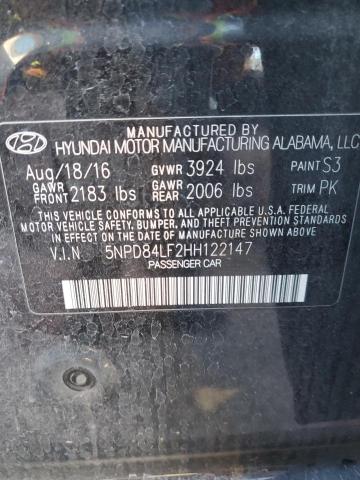 MANUFACTURED BY
HYUNDAI MOTOR MANUFACTURING ALABAMA, LLC
Aug/18/16 GVWR 3924 lbs PAINT S3
GAWR FRONT 2183 lbs GAWR REAR 2006 lbs TRIM PK
THIS VEHICLE CONFORMS TO ALL APPLICABLE U.S.A. FEDERAL
MOTOR VEHICLE SAFETY, BUMPER, AND THEFT PREVENTION STANDARDS
IN EFFECT ON THE DATE OF MANUFACTURE SHOWN ABOVE.
V.I.N 5NPD84LF2HH122147
PASSENGER CAR